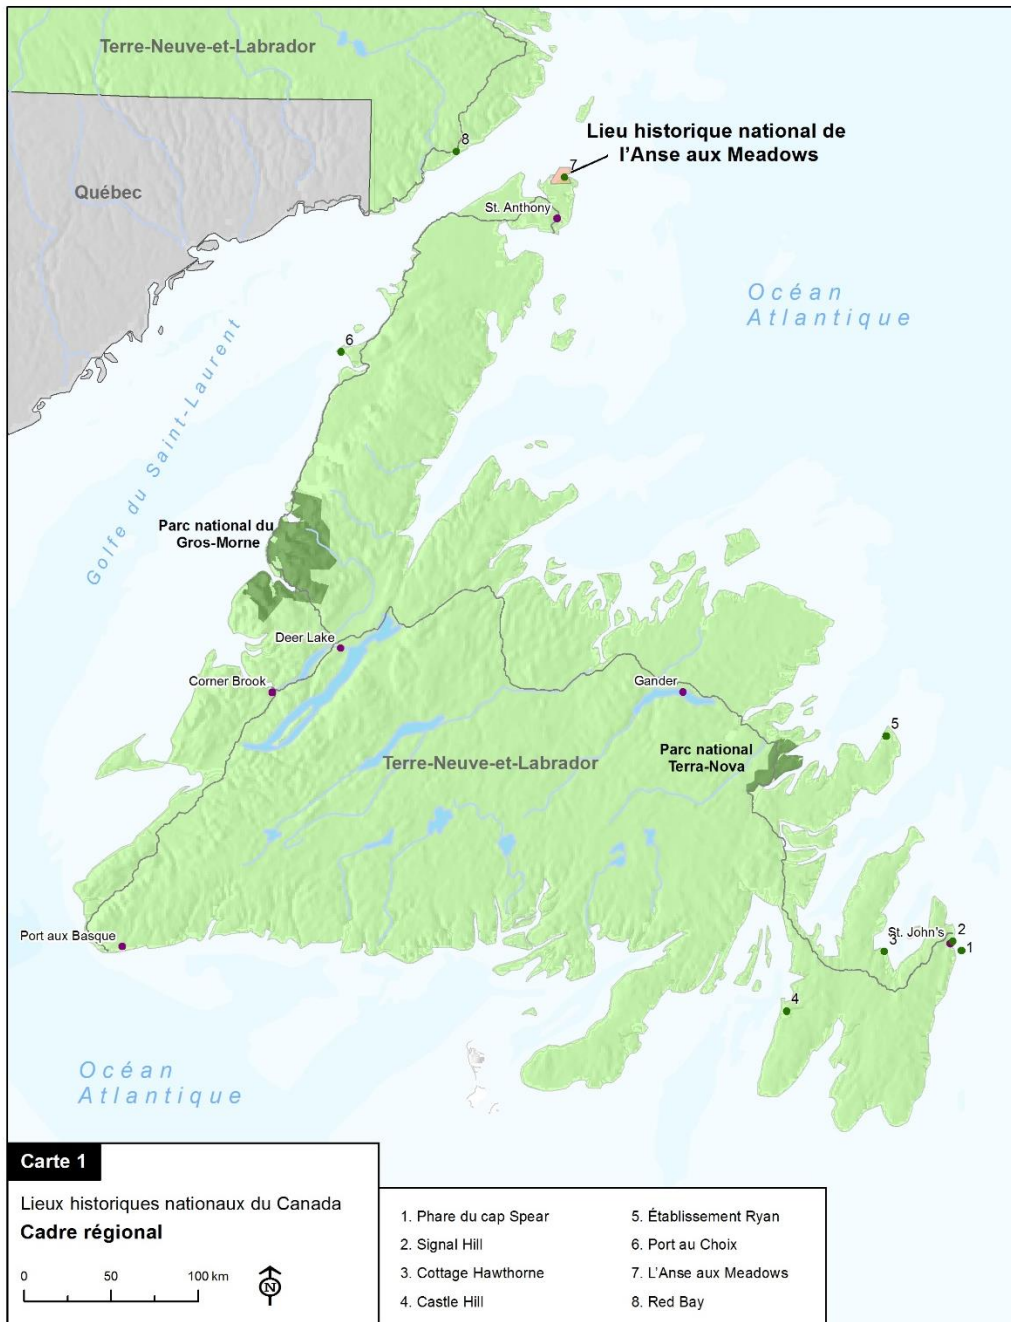 Terre-Neuve-et-Labrador
8
Lieu historique national de
l'Anse aux Meadows
7
Québec
St. Anthony
Océan
Atlantique
6
Golfe du Saint-Laurent
Parc national du
Gros-Morne
Deer Lake
Corner Brook
Gander
5
Parc national
Terra-Nova
Terre-Neuve-et-Labrador
St. John's
2
3
1
Port aux Basque
4
Océan
Atlantique
Carte 1
Lieux historiques nationaux du Canada
Cadre régional
0 50 100 km
N
1. Phare du cap Spear
2. Signal Hill
3. Cottage Hawthorne
4. Castle Hill
5. Établissement Ryan
6. Port au Choix
7. L'Anse aux Meadows
8. Red Bay